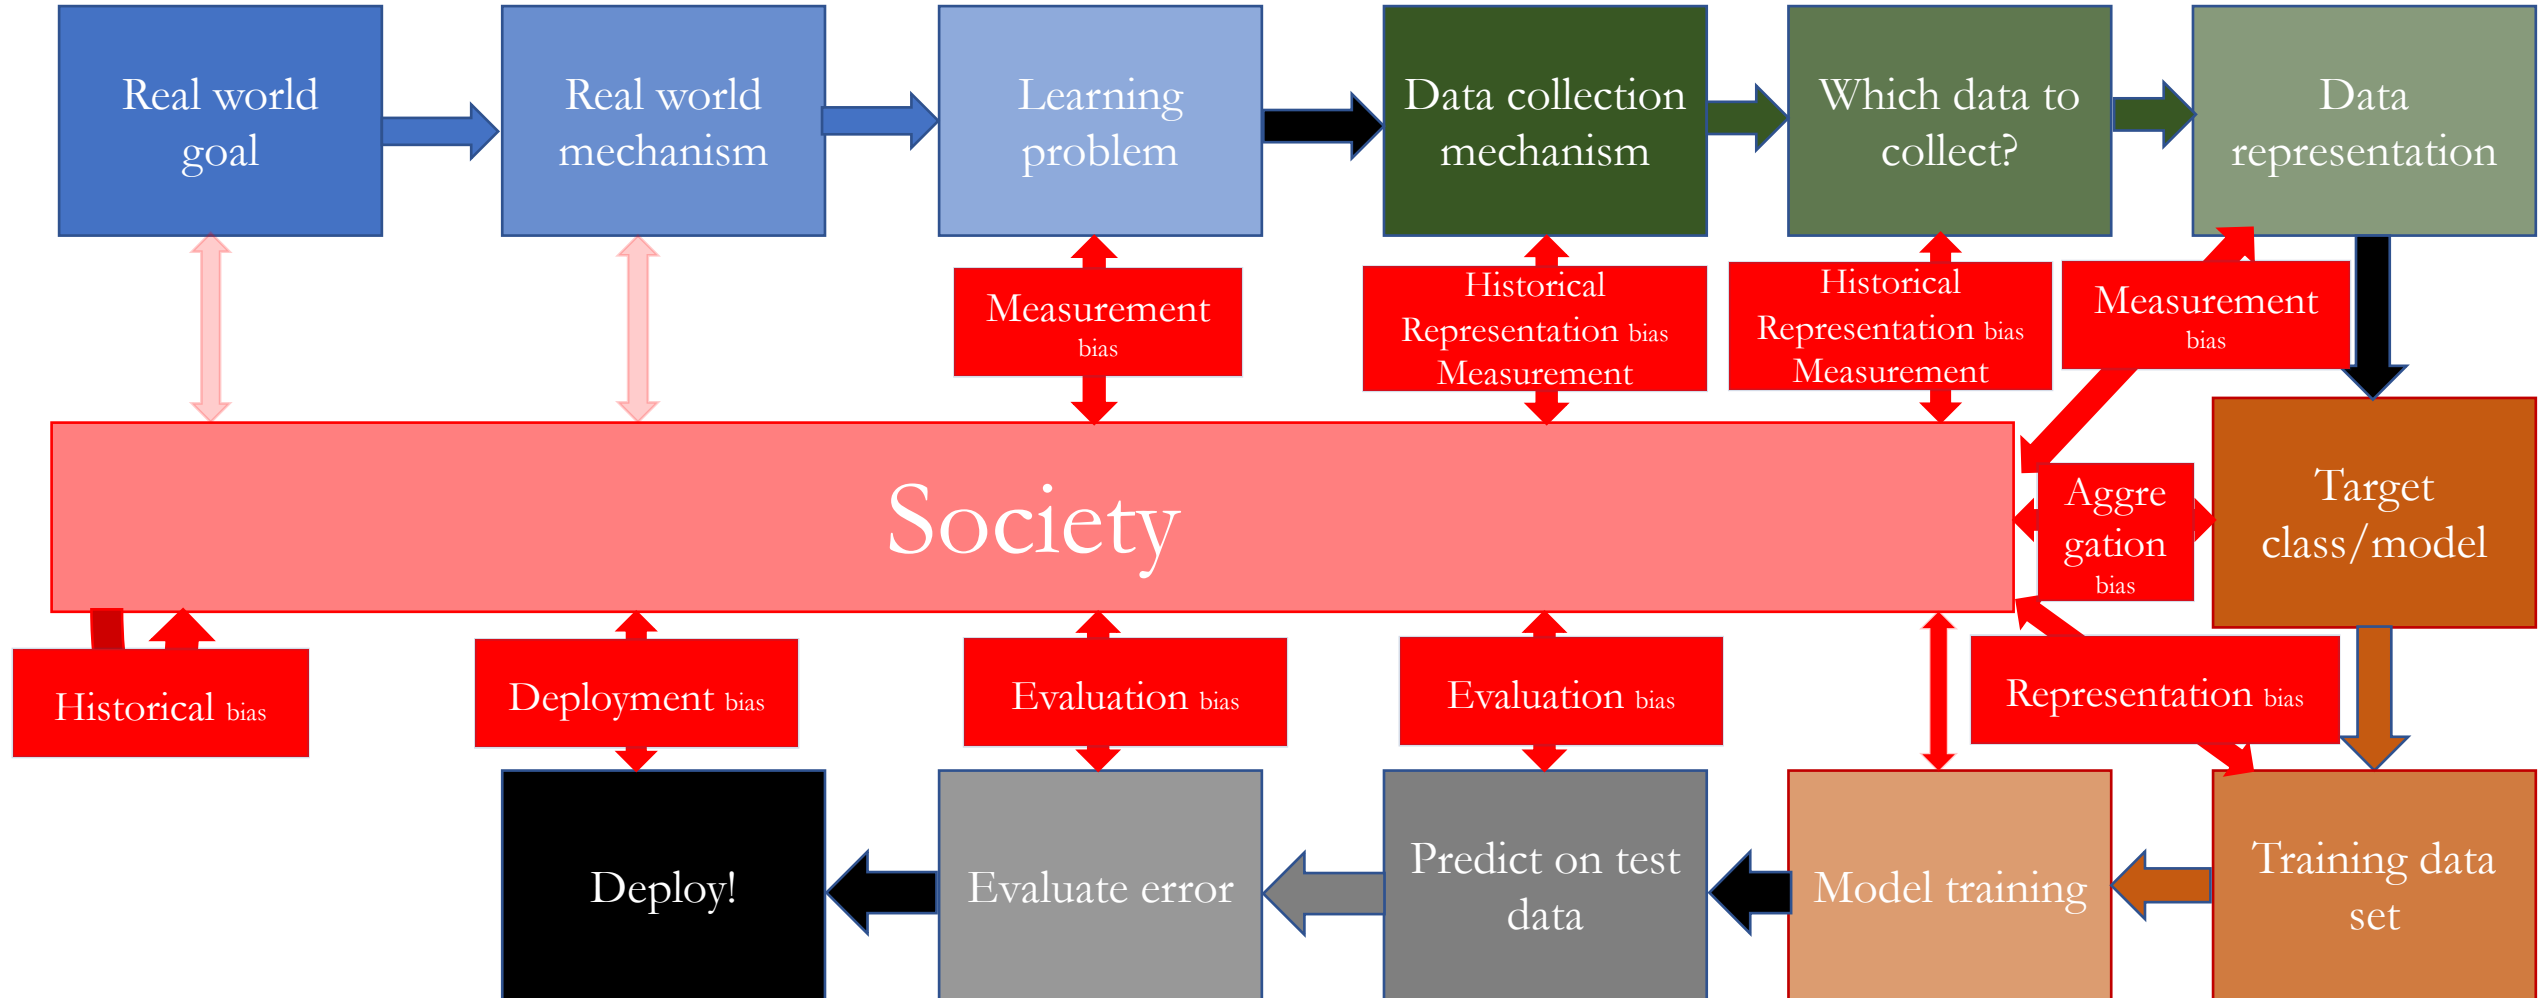 Real world
goal
Real world
mechanism
Learning
problem
Data collection
mechanism
Which data to
collect?
Data
representation
Measurement
bias
Historical
Representation bias
Measurement
Historical
Representation bias
Measurement
Measurement
bias
Society
Aggre
gation
bias
Target
class/model
Historical bias
Deployment bias
Evaluation bias
Evaluation bias
Representation bias
Deploy!
Evaluate error
Predict on test
data
Model training
Training data
set